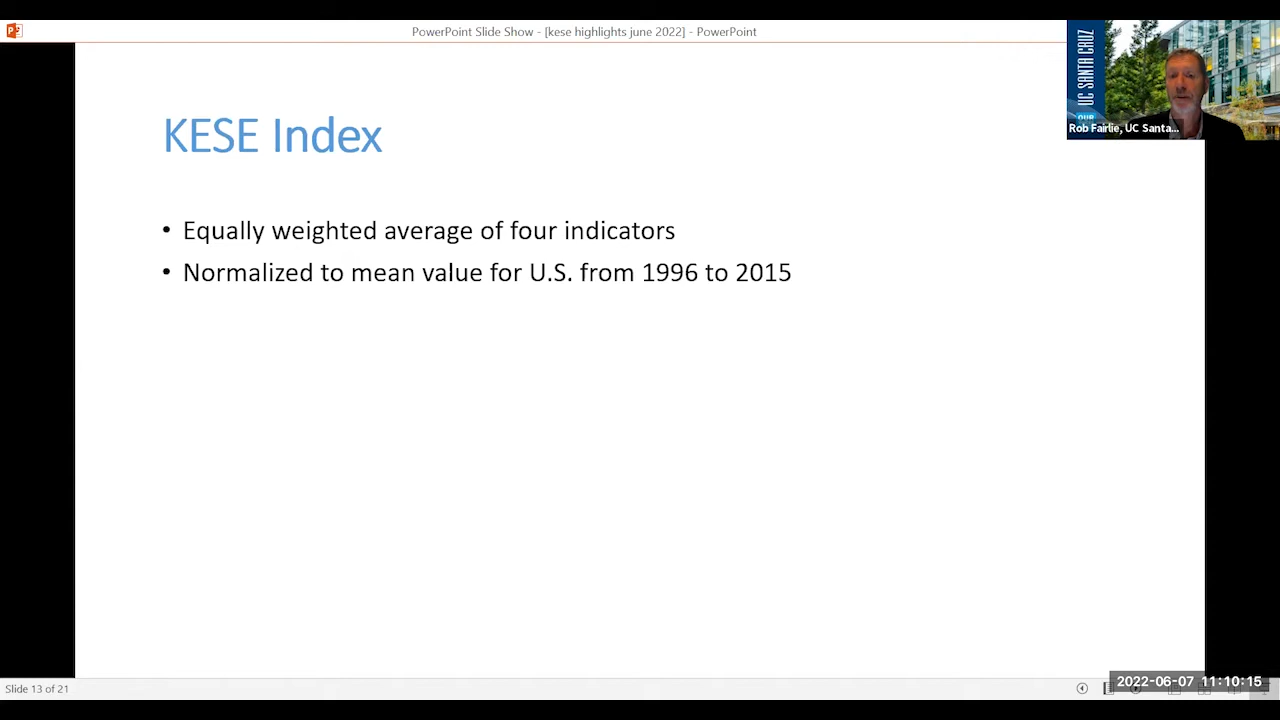 PowerPoint Slide Show - [kese highlights june 2022] - PowerPoint
UC SANTA CRUZ
OUR
Rob Fairlie, UC Santa...
KESE Index
• Equally weighted average of four indicators
• Normalized to mean value for U.S. from 1996 to 2015
Slide 13 of 21
2022-06-07 11:10:15